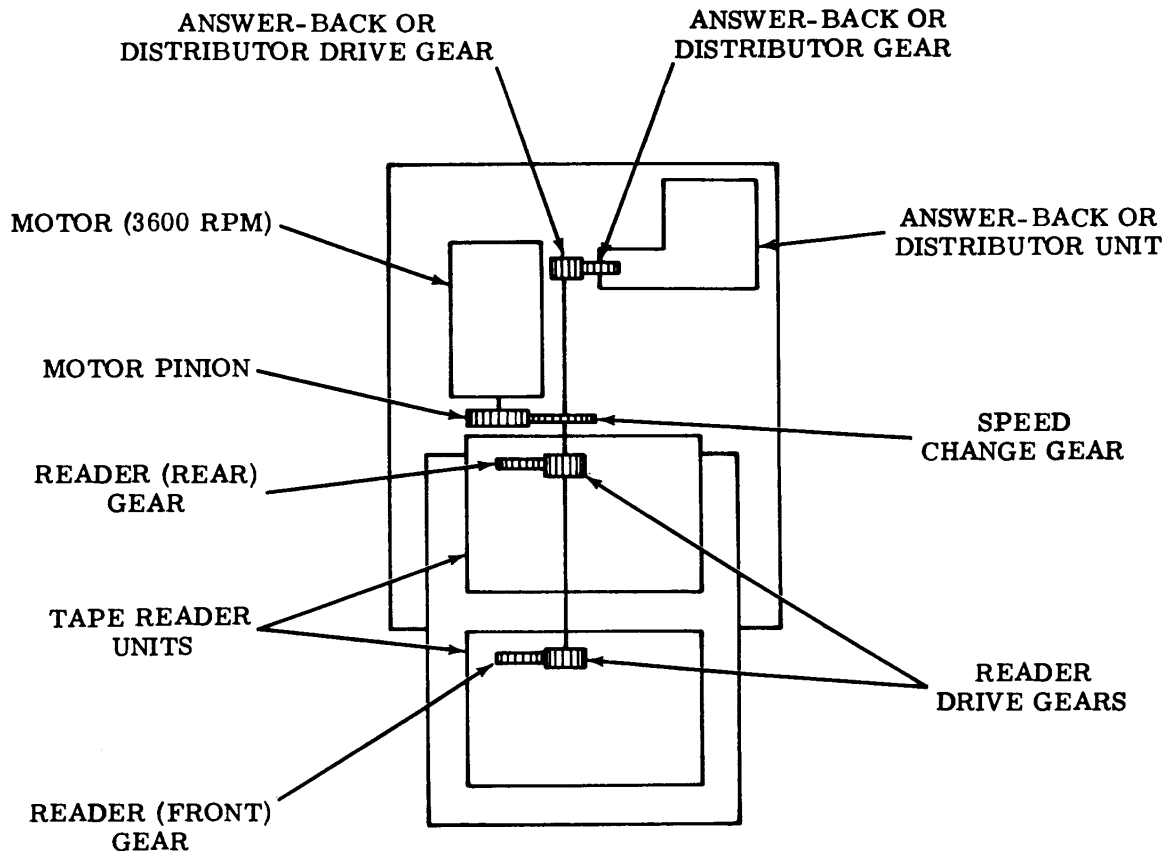 ANSWER-BACK OR
DISTRIBUTOR DRIVE GEAR
ANSWER-BACK OR
DISTRIBUTOR GEAR
MOTOR (3600 RPM)
ANSWER-BACK OR
DISTRIBUTOR UNIT
MOTOR PINION
SPEED
CHANGE GEAR
READER (REAR)
GEAR
TAPE READER
UNITS
READER
DRIVE GEARS
READER (FRONT)
GEAR